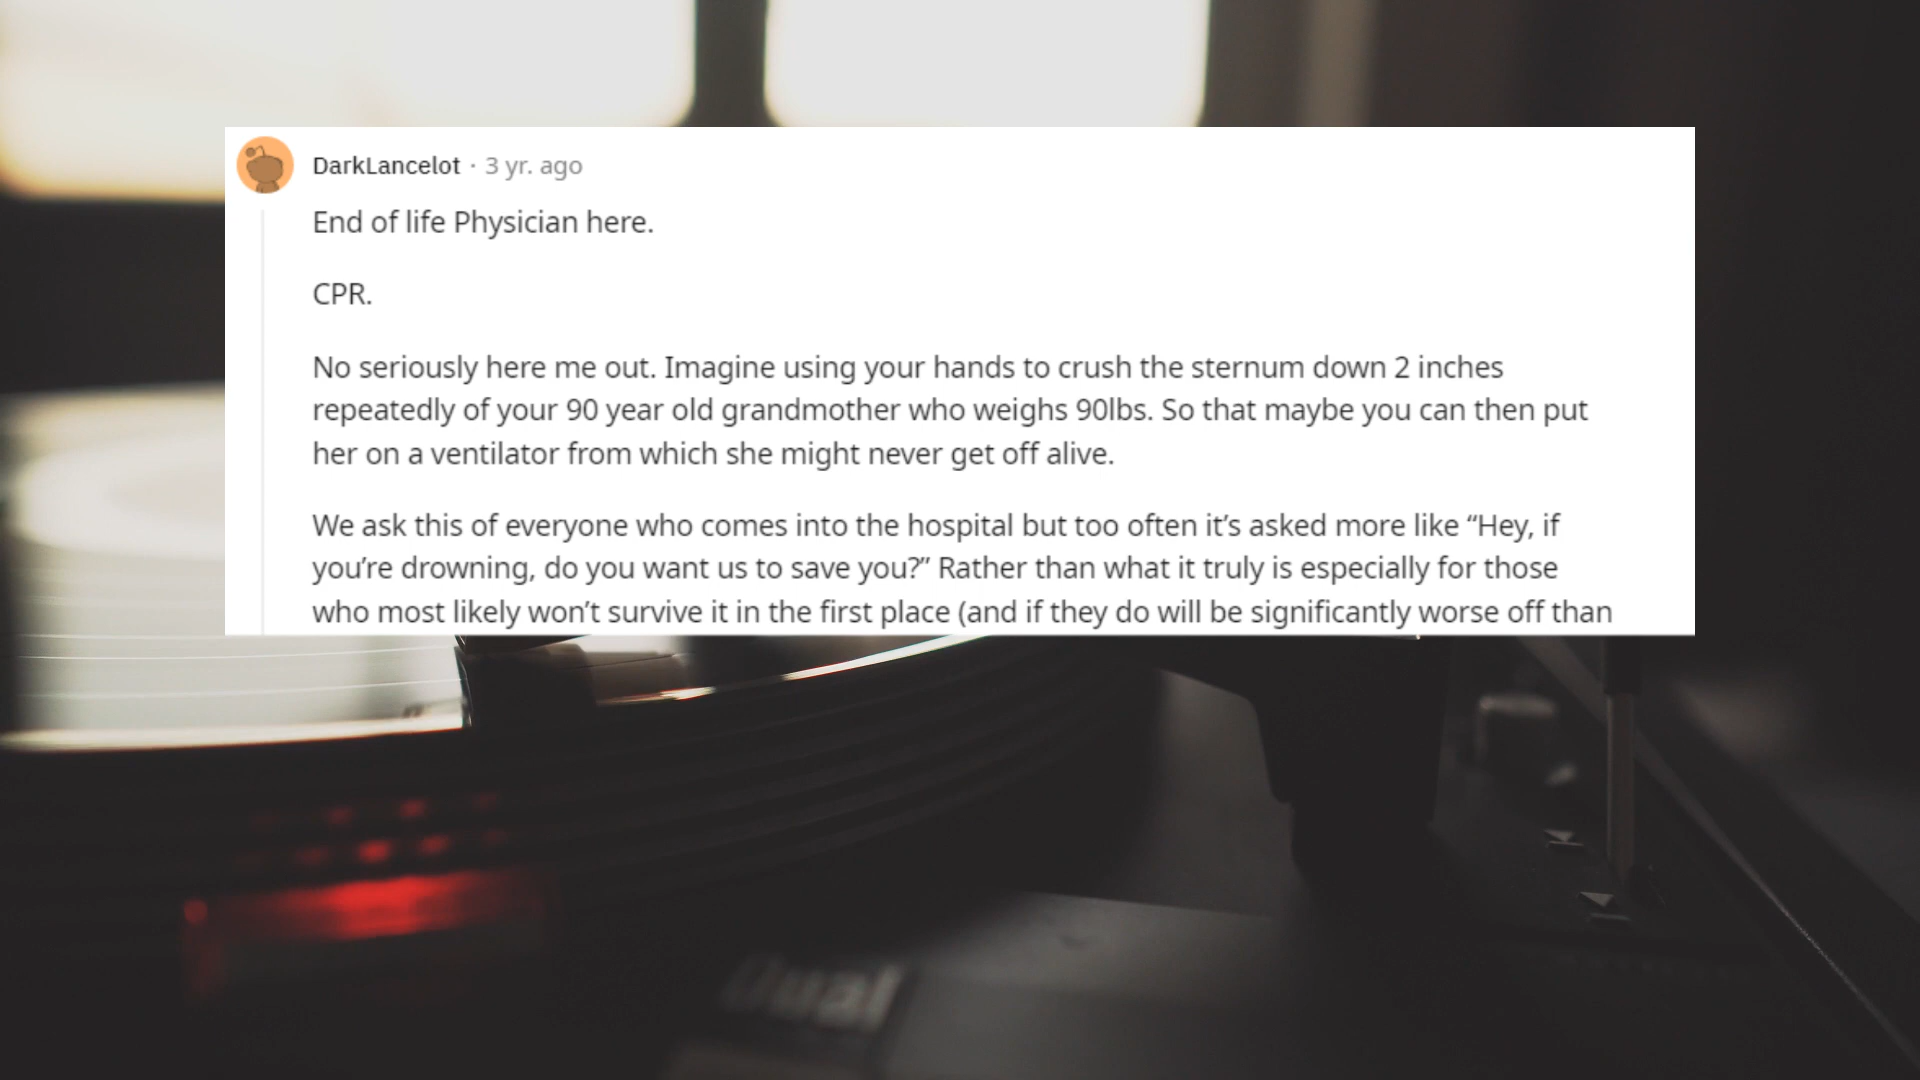 DarkLancelot · 3 yr. ago
End of life Physician here.
CPR.
No seriously here me out. Imagine using your hands to crush the sternum down 2 inches
repeatedly of your 90 year old grandmother who weighs 90lbs. So that maybe you can then put
her on a ventilator from which she might never get off alive.
We ask this of everyone who comes into the hospital but too often it’s asked more like “Hey, if
you’re drowning, do you want us to save you?” Rather than what it truly is especially for those
who most likely won’t survive it in the first place (and if they do will be significantly worse off than
Dual